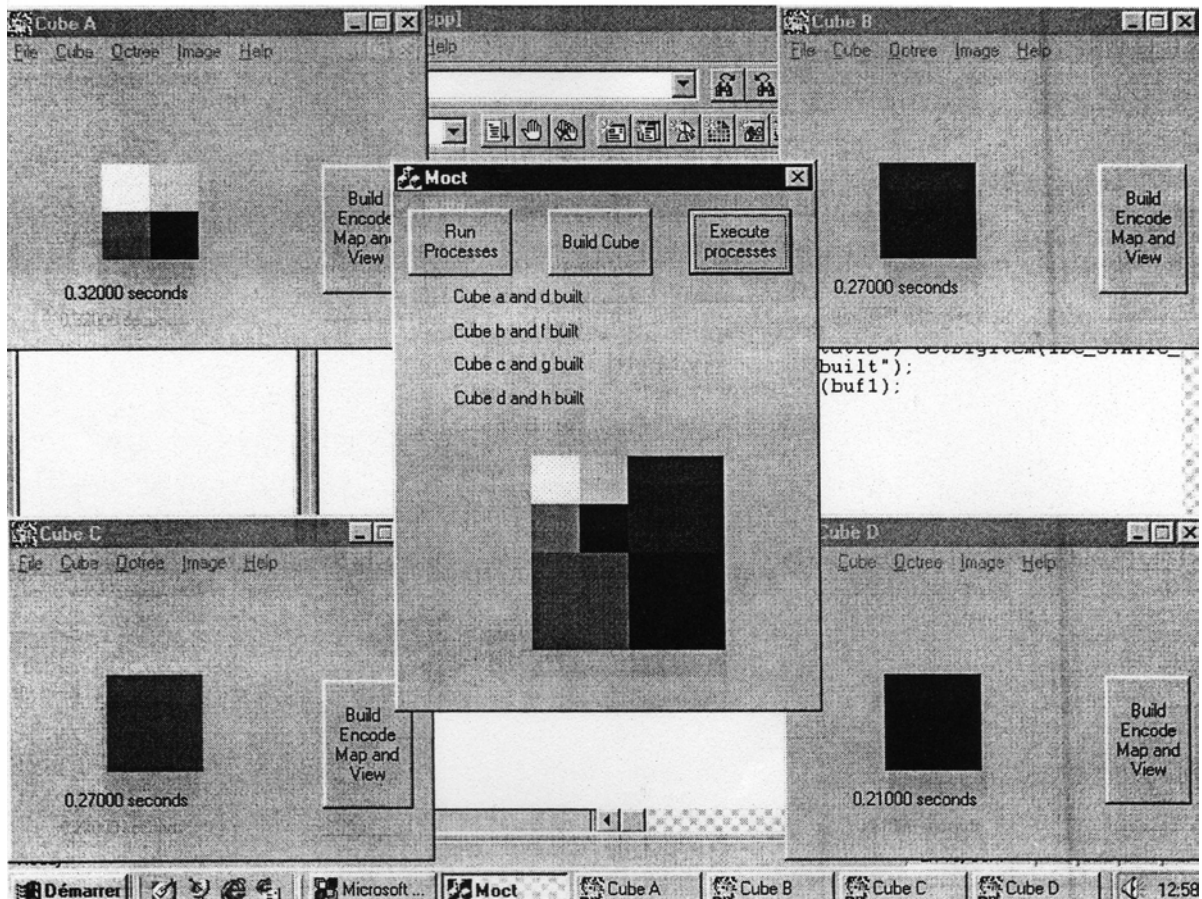 Cube A
File Cube Octree Image Help
Build
Encode
Map and
View
0.32000 seconds
cpp]
Help
Cube B
File Cube Octree Image Help
Build
Encode
Map and
View
0.27000 seconds
Moct
Run
Processes
Build Cube
Execute
processes
Cube a and d built
Cube b and f built
Cube c and g built
Cube d and h built
GetDlgItem(IDC_STATIC_
built");
(buf1);
Cube C
File Cube Octree Image Help
Build
Encode
Map and
View
0.27000 seconds
Cube D
Cube Octree Image Help
Build
Encode
Map and
View
0.21000 seconds
Démarrer
Microsoft ...
Moct
Cube A
Cube B
Cube C
Cube D
12:58